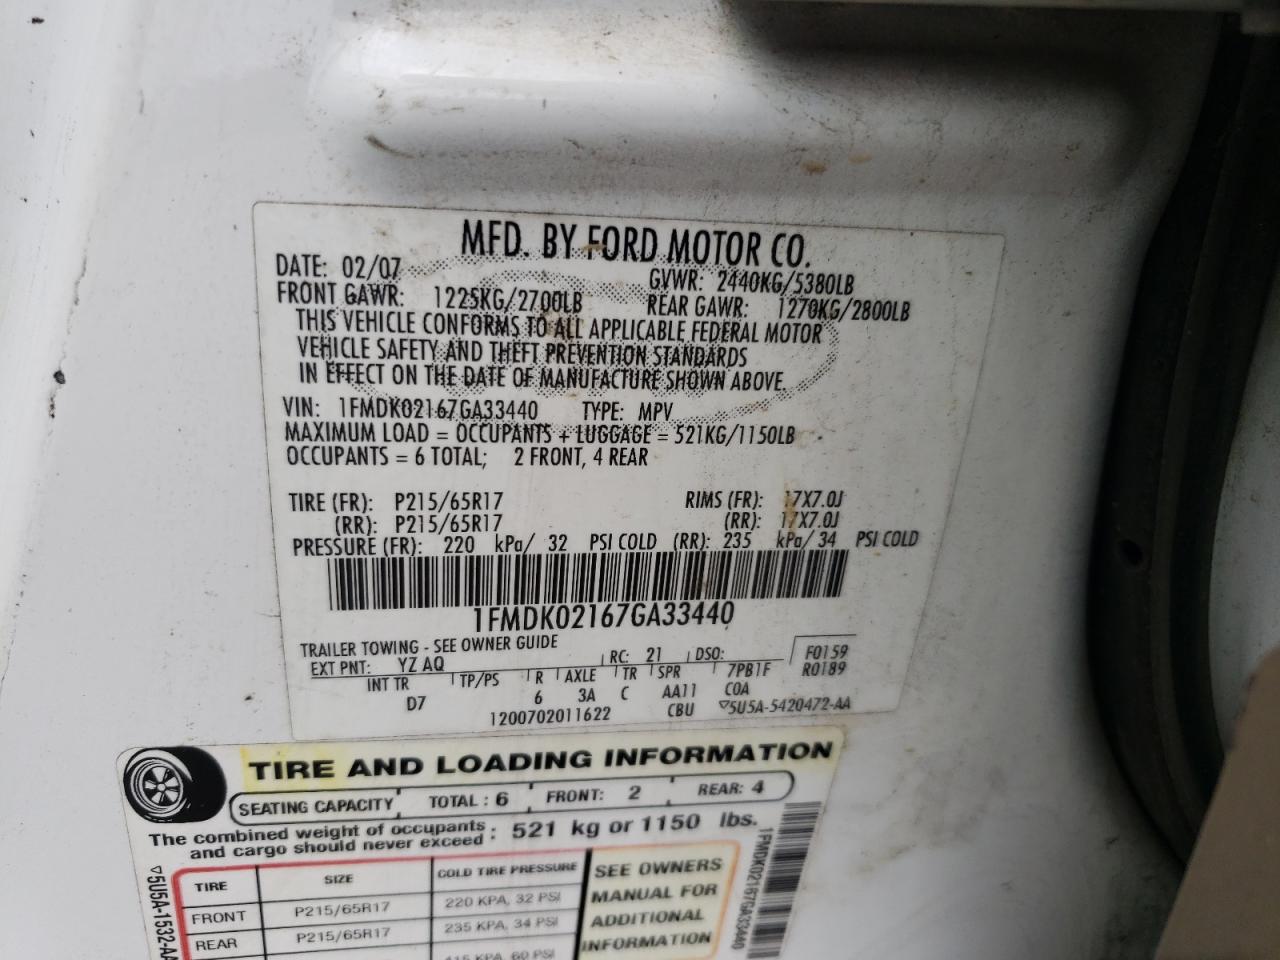 MFD. BY FORD MOTOR CO.
DATE: 02/07 GVWR: 2440KG/5380LB
FRONT GAWR: 1225KG/2700LB REAR GAWR: 1270KG/2800LB
THIS VEHICLE CONFORMS TO ALL APPLICABLE FEDERAL MOTOR
VEHICLE SAFETY AND THEFT PREVENTION STANDARDS
IN EFFECT ON THE DATE OF MANUFACTURE SHOWN ABOVE.
VIN: 1FMDK02167GA33440 TYPE: MPV
MAXIMUM LOAD = OCCUPANTS + LUGGAGE = 521KG/1150LB
OCCUPANTS = 6 TOTAL; 2 FRONT, 4 REAR
TIRE (FR): P215/65R17 RIMS (FR): 17X7.0J
(RR): P215/65R17 (RR): 17X7.0J
PRESSURE (FR): 220 kPa/ 32 PSI COLD (RR): 235 kPa/ 34 PSI COLD
1FMDK02167GA33440
TRAILER TOWING - SEE OWNER GUIDE
EXT PNT: YZ AQ RC: 21 DSO: F0159
R0189
INT TR TP/PS R AXLE TR SPR 7PB1F
D7 6 3A C AA11 C0A
1200702011622 CBU ▽5U5A-5420472-AA
TIRE AND LOADING INFORMATION
SEATING CAPACITY TOTAL : 6 FRONT: 2 REAR: 4
The combined weight of occupants and cargo should never exceed : 521 kg or 1150 lbs.
TIRE SIZE COLD TIRE PRESSURE
FRONT P215/65R17 220 KPA, 32 PSI
REAR P215/65R17 235 KPA, 34 PSI
415 KPA, 60 PSI
SEE OWNERS
MANUAL FOR
ADDITIONAL
INFORMATION
1FMDK02167GA33440
▽5U5A-1532-AA